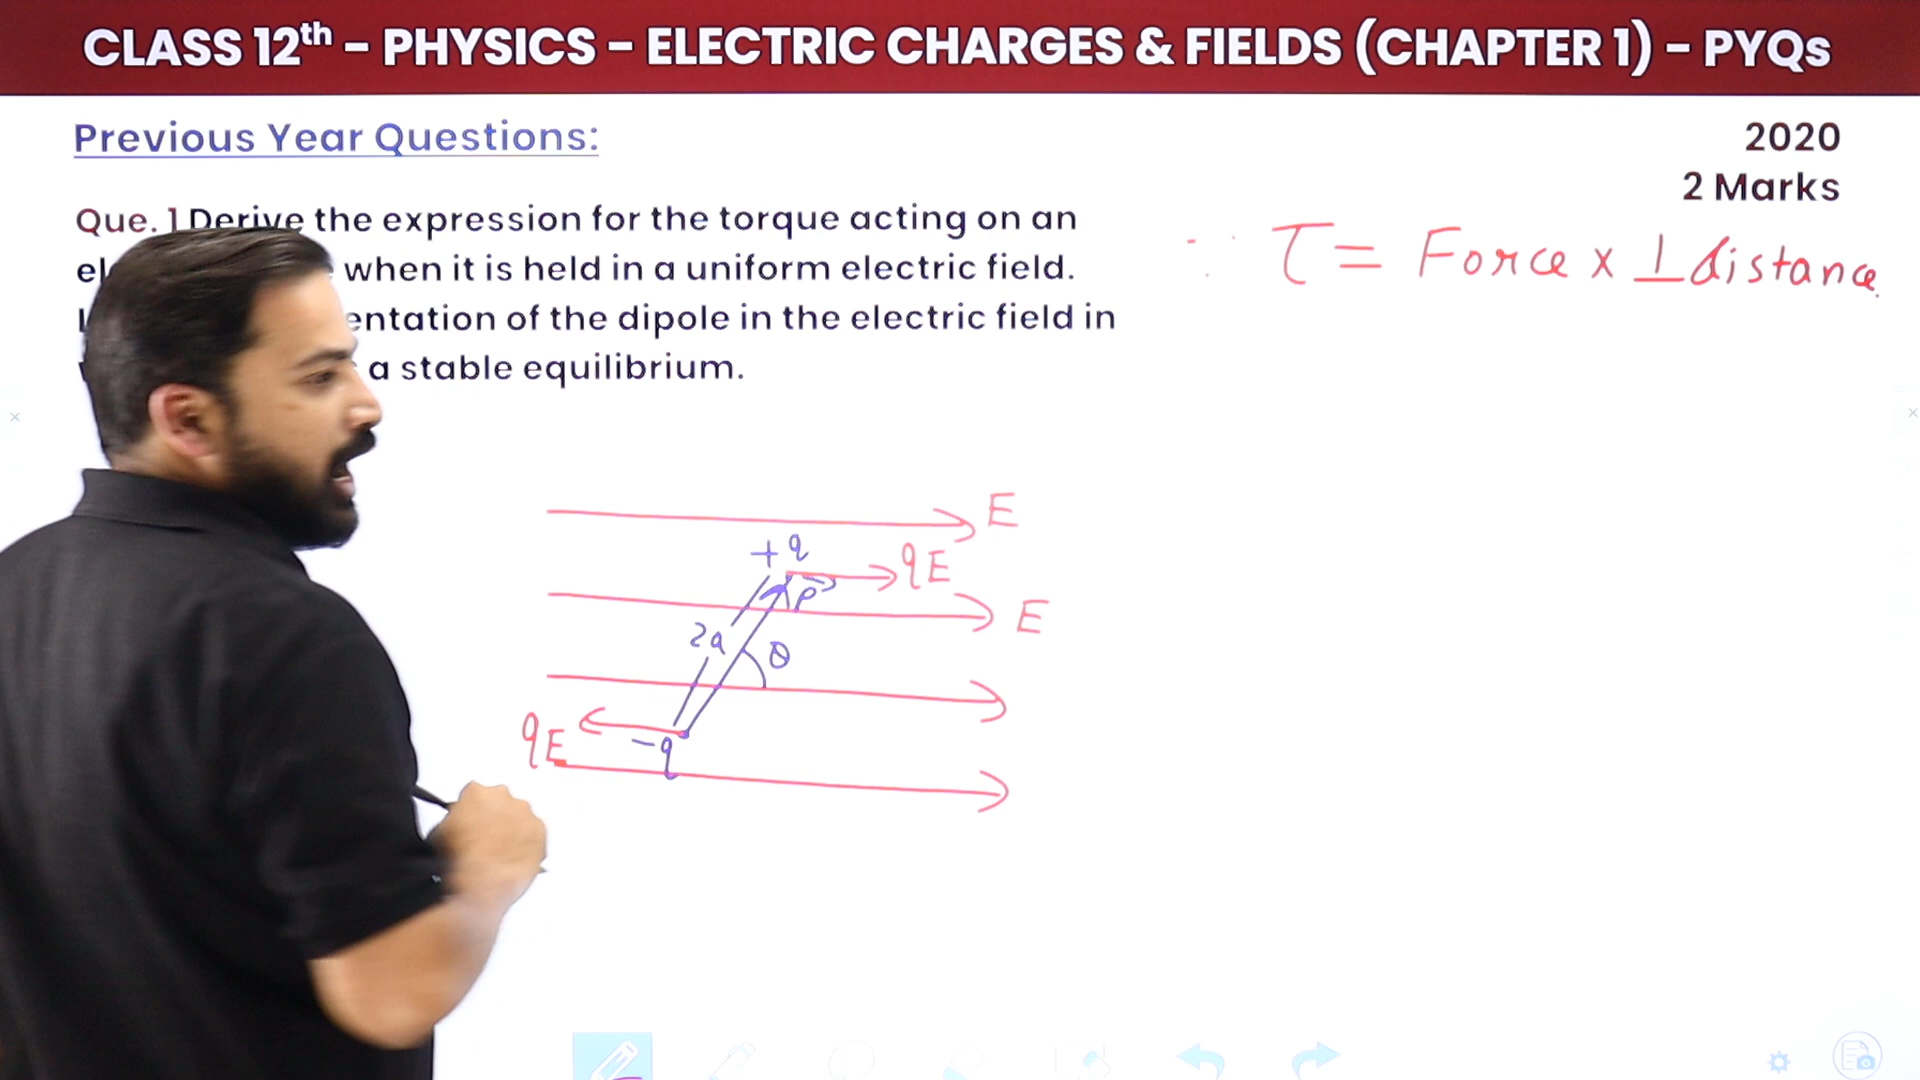 CLASS 12th – PHYSICS – ELECTRIC CHARGES & FIELDS (CHAPTER 1) – PYQs
Previous Year Questions:
2020
2 Marks
Que. 1 Derive the expression for the torque acting on an
when it is held in a uniform electric field.
entation of the dipole in the electric field in
a stable equilibrium.
∵ τ = Force x ⊥ distance
E
+q
qE
P
E
2a
θ
qE
-q